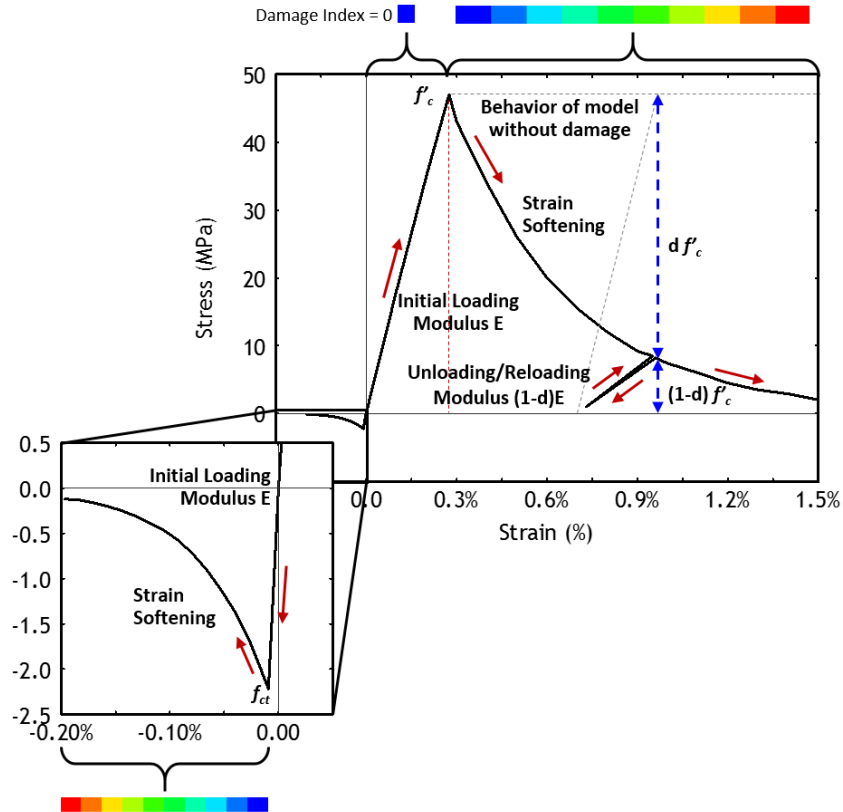 Damage Index = 0
50
40
30
20
10
0
Stress (MPa)
f'c
Behavior of model
without damage
Strain
Softening
d f'c
Initial Loading
Modulus E
Unloading/Reloading
Modulus (1-d)E
(1-d) f'c
0.0
0.3%
0.6%
0.9%
1.2%
1.5%
Strain (%)
0.5
0.0
-0.5
-1.0
-1.5
-2.0
-2.5
Initial Loading
Modulus E
Strain
Softening
fct
-0.20%
-0.10%
0.00